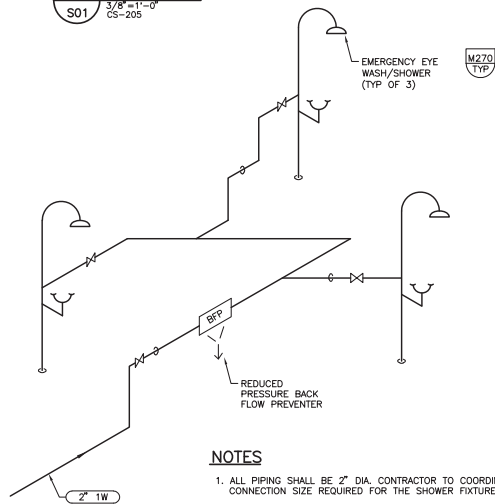 S01
3/8"=1'-0"
CS-205
EMERGENCY EYE
WASH/SHOWER
(TYP OF 3)
M270
TYP
BFP
REDUCED
PRESSURE BACK
FLOW PREVENTER
2" 1W
NOTES
1. ALL PIPING SHALL BE 2" DIA. CONTRACTOR TO COORDI
CONNECTION SIZE REQUIRED FOR THE SHOWER FIXTURE